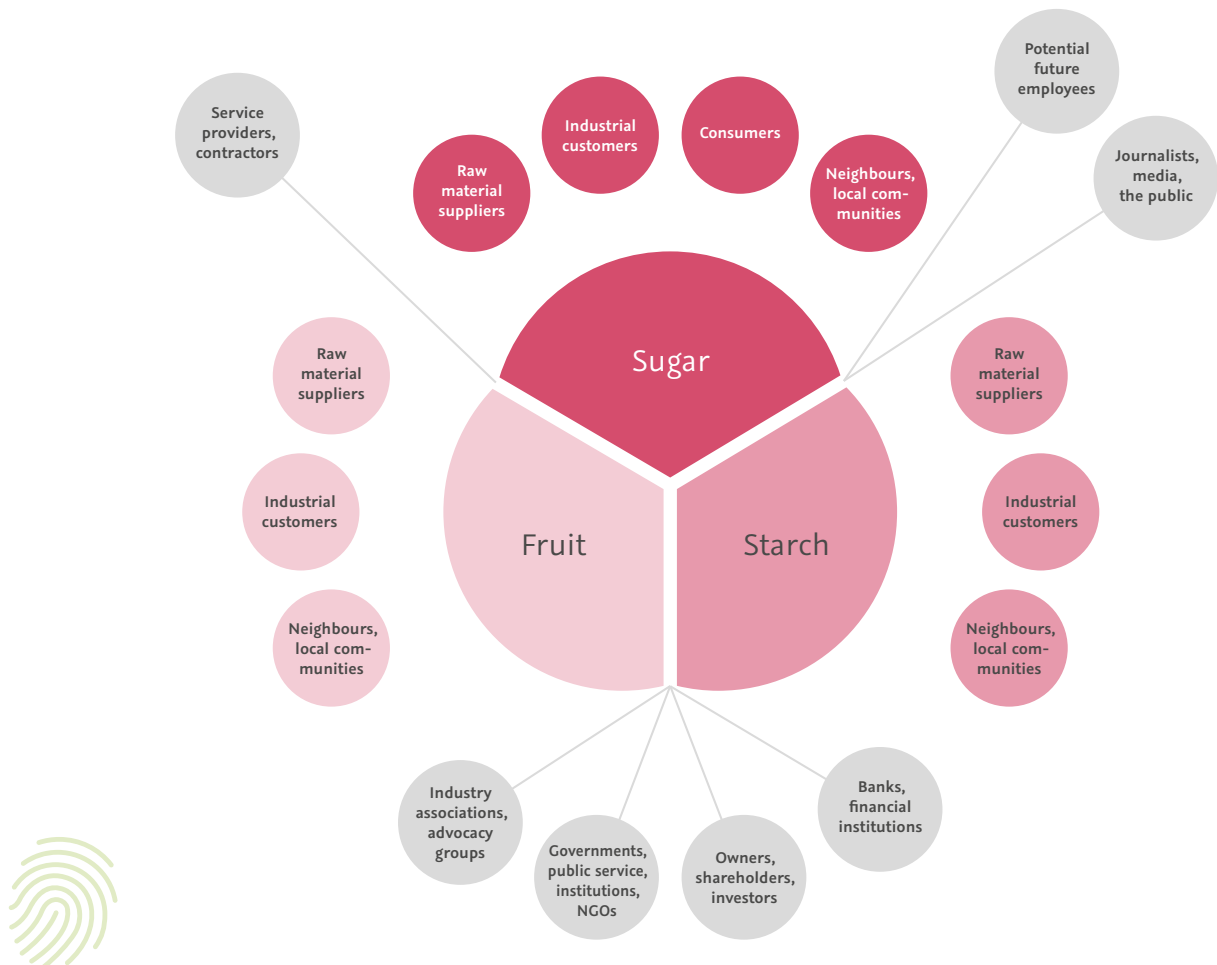 Potential
future
employees
Service
providers,
contractors
Industrial
customers
Consumers
Journalists,
media,
the public
Raw
material
suppliers
Neighbours,
local com-
munities
Sugar
Raw
material
suppliers
Raw
material
suppliers
Industrial
customers
Industrial
customers
Fruit
Starch
Neighbours,
local com-
munities
Neighbours,
local com-
munities
Industry
associations,
advocacy
groups
Governments,
public service,
institutions,
NGOs
Owners,
shareholders,
investors
Banks,
financial
institutions